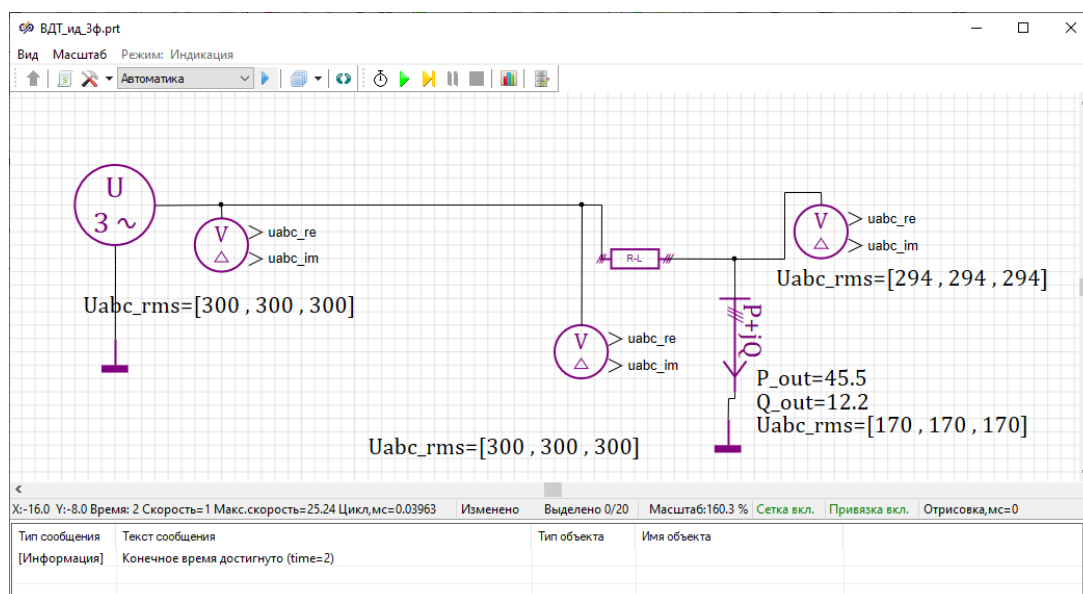 ВДТ_ид_3ф.prt
Вид Масштаб Режим: Индикация
Автоматика
U
3 ~
V
uabc_re
uabc_im
Uabc_rms=[300 , 300 , 300]
V
uabc_re
uabc_im
Uabc_rms=[300 , 300 , 300]
R-L
V
uabc_re
uabc_im
Uabc_rms=[294 , 294 , 294]
P+jQ
P_out=45.5
Q_out=12.2
Uabc_rms=[170 , 170 , 170]
X:-16.0 Y:-8.0 Время: 2 Скорость=1 Макс.скорость=25.24 Цикл,мс=0.03963 Изменено Выделено 0/20 Масштаб:160.3 % Сетка вкл. Привязка вкл. Отрисовка,мс=0
Тип сообщения Текст сообщения Тип объекта Имя объекта
[Информация] Конечное время достигнуто (time=2)